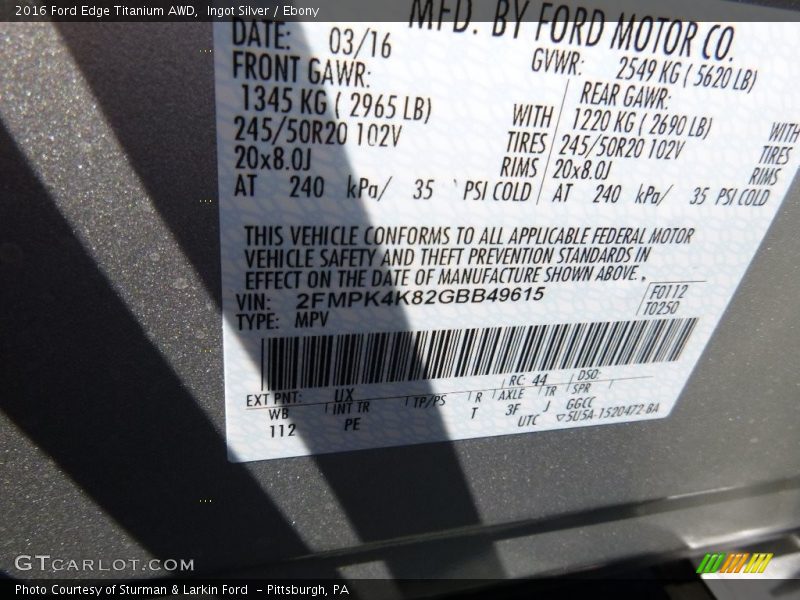 2016 Ford Edge Titanium AWD, Ingot Silver / Ebony
MFD. BY FORD MOTOR CO.
DATE: 03/16
GVWR: 2549 KG ( 5620 LB)
FRONT GAWR:
REAR GAWR:
1345 KG ( 2965 LB) WITH
1220 KG ( 2690 LB) WITH
245/50R20 102V TIRES
245/50R20 102V TIRES
20x8.0J RIMS
20x8.0J RIMS
AT 240 kPa/ 35 PSI COLD
AT 240 kPa/ 35 PSI COLD
THIS VEHICLE CONFORMS TO ALL APPLICABLE FEDERAL MOTOR
VEHICLE SAFETY AND THEFT PREVENTION STANDARDS IN
EFFECT ON THE DATE OF MANUFACTURE SHOWN ABOVE.
VIN: 2FMPK4K82GBB49615
F0112
TYPE: MPV
T0250
EXT PNT: UX RC: 44 DSO:
WB INT TR TP/PS R AXLE TR SPR
112 PE T 3F J GGCC
UTC ▽5U5A-1520472-BA
GTCARLOT.COM
Photo Courtesy of Sturman & Larkin Ford - Pittsburgh, PA